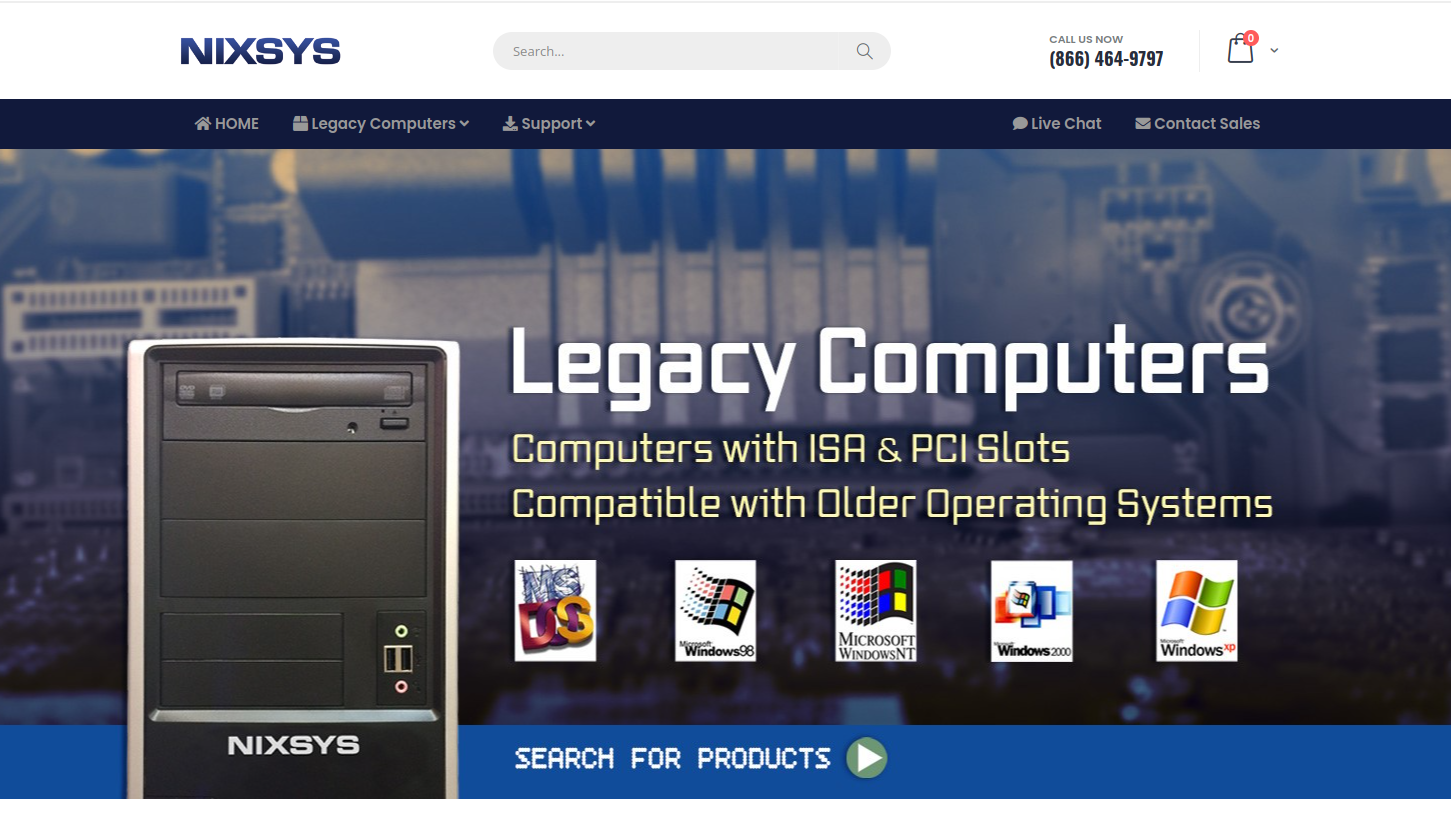 NIXSYS
Search...
CALL US NOW
(866) 464-9797
0
HOME
Legacy Computers
Support
Live Chat
Contact Sales
Legacy Computers
Computers with ISA & PCI Slots
Compatible with Older Operating Systems
MS
DOS
Microsoft
Windows98
MICROSOFT
WINDOWSNT
Microsoft
Windows 2000
Microsoft
Windows xp
NIXSYS
SEARCH FOR PRODUCTS